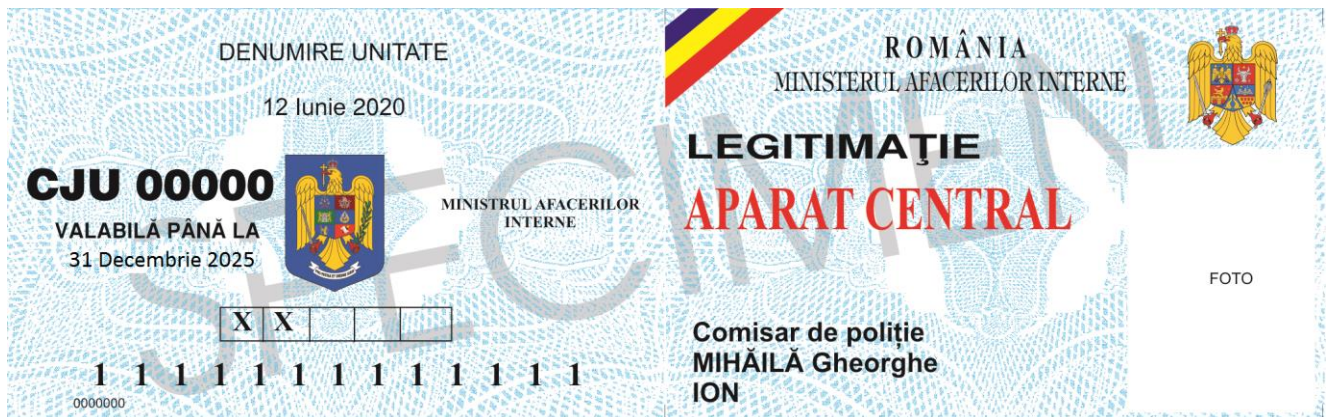 DENUMIRE UNITATE
12 Iunie 2020
CJU 00000
VALABILĂ PÂNĂ LA
31 Decembrie 2025
MINISTRUL AFACERILOR
INTERNE
X X
1 1 1 1 1 1 1 1 1 1 1 1 1
0000000
ROMÂNIA
MINISTERUL AFACERILOR INTERNE
LEGITIMAŢIE
APARAT CENTRAL
FOTO
Comisar de poliție
MIHĂILĂ Gheorghe
ION
SPECIMEN